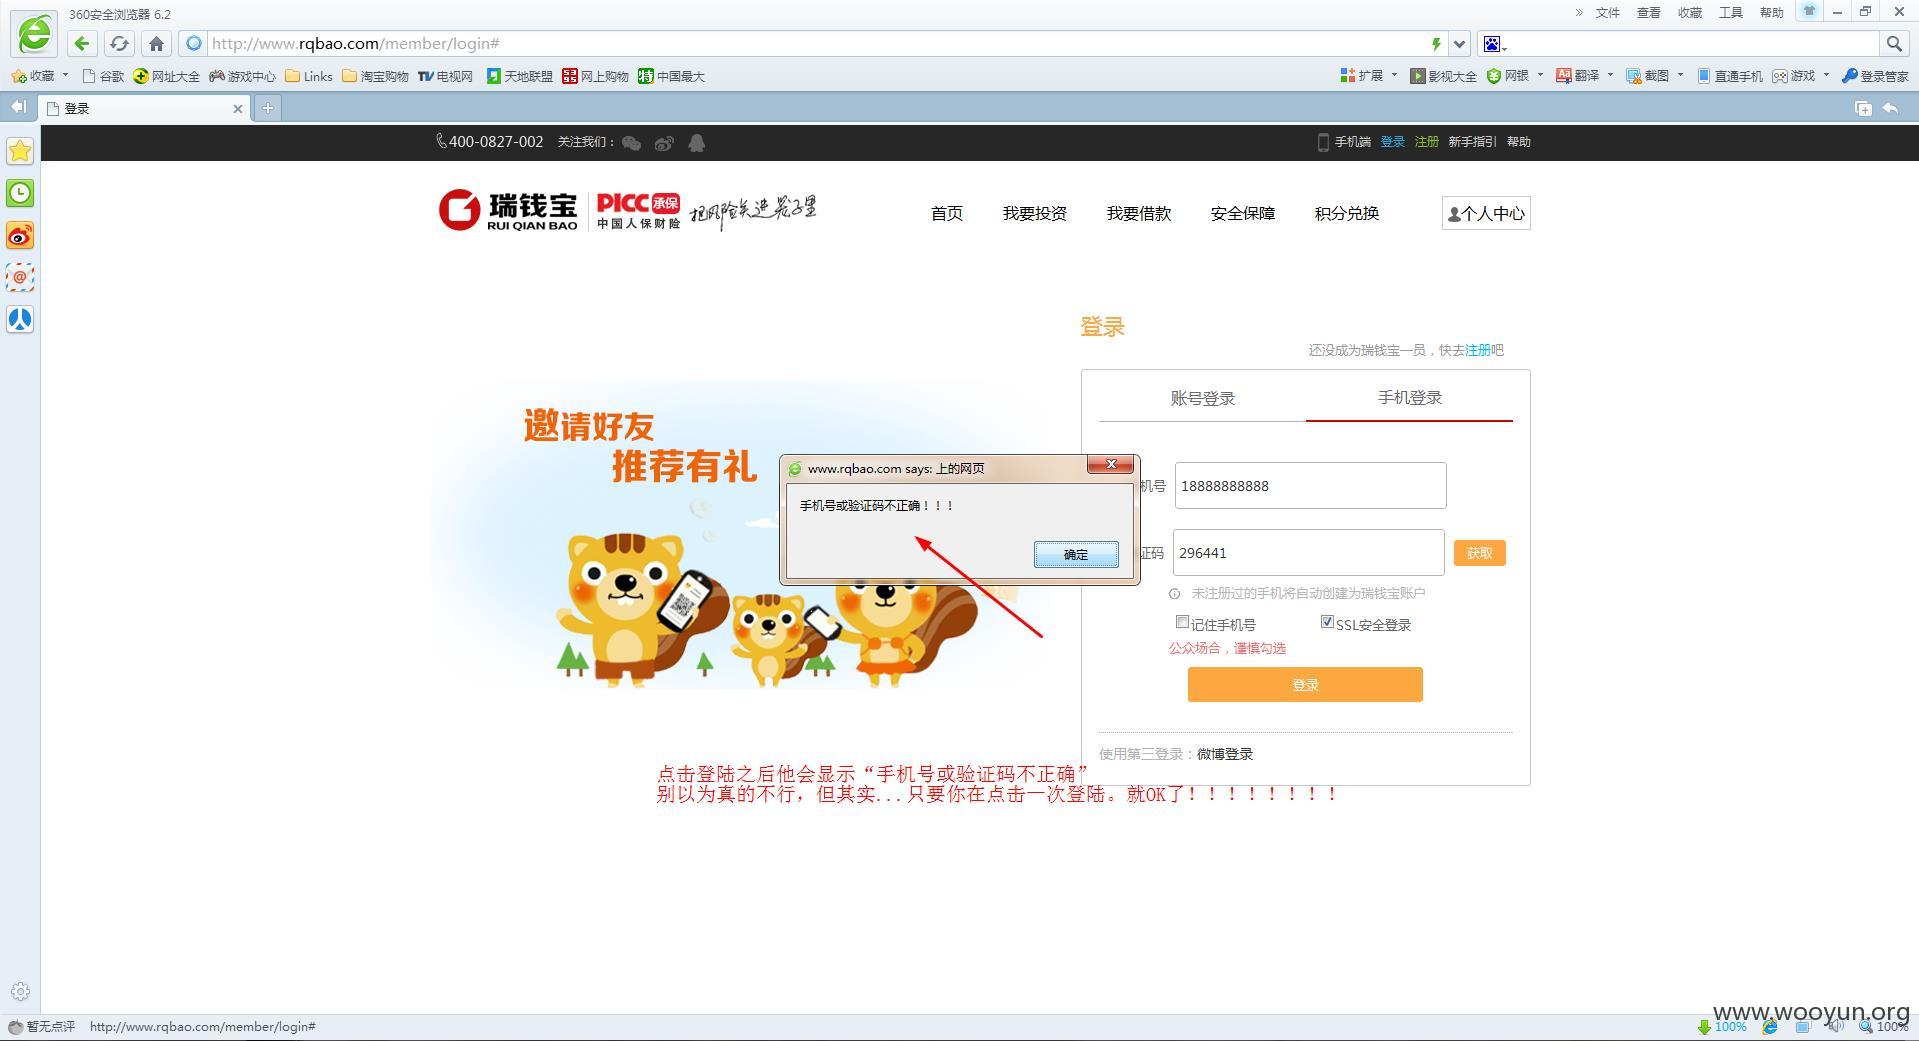 360安全浏览器 6.2
» 文件 查看 收藏 工具 帮助
http://www.rqbao.com/member/login#
收藏 谷歌 网址大全 游戏中心 Links 淘宝购物 TV 电视网 天地联盟 网上购物 特 中国最大
扩展 影视大全 网银 翻译 截图 直通手机 游戏 登录管家
登录
400-0827-002 关注我们：
手机端 登录 注册 新手指引 帮助
瑞钱宝
RUI QIAN BAO
PICC 承保
中国人保财险
把风险关进笼子里
首页 我要投资 我要借款 安全保障 积分兑换 个人中心
登录
还没成为瑞钱宝一员，快去注册吧
账号登录 手机登录
邀请好友
推荐有礼
www.rqbao.com says: 上的网页
手机号或验证码不正确！！！
确定
机号 18888888888
证码 296441 获取
未注册过的手机将自动创建为瑞钱宝账户
记住手机号 SSL安全登录
公众场合，谨慎勾选
登录
使用第三登录：微博登录
点击登陆之后他会显示“手机号或验证码不正确”
别以为真的不行，但其实...只要你在点击一次登陆。就OK了！！！！！！！！
www.wooyun.org
暂无点评 http://www.rqbao.com/member/login#
100% 100%